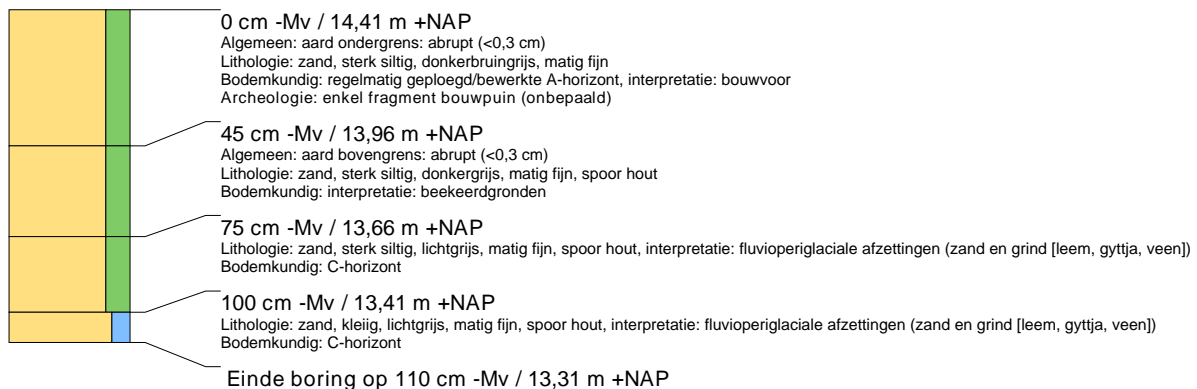 0 cm -Mv / 14,41 m +NAP
Algemeen: aard ondergrens: abrupt (<0,3 cm)
Lithologie: zand, sterk siltig, donkerbruingrijs, matig fijn
Bodemkundig: regelmatig geploegd/bewerkte A-horizont, interpretatie: bouwvoor
Archeologie: enkel fragment bouwpuin (onbepaald)
45 cm -Mv / 13,96 m +NAP
Algemeen: aard bovengrens: abrupt (<0,3 cm)
Lithologie: zand, sterk siltig, donkergrijs, matig fijn, spoor hout
Bodemkundig: interpretatie: beekeerdgronden
75 cm -Mv / 13,66 m +NAP
Lithologie: zand, sterk siltig, lichtgrijs, matig fijn, spoor hout, interpretatie: fluvioperiglaciale afzettingen (zand en grind [leem, gyttja, veen])
Bodemkundig: C-horizont
100 cm -Mv / 13,41 m +NAP
Lithologie: zand, kleiig, lichtgrijs, matig fijn, spoor hout, interpretatie: fluvioperiglaciale afzettingen (zand en grind [leem, gyttja, veen])
Bodemkundig: C-horizont
Einde boring op 110 cm -Mv / 13,31 m +NAP